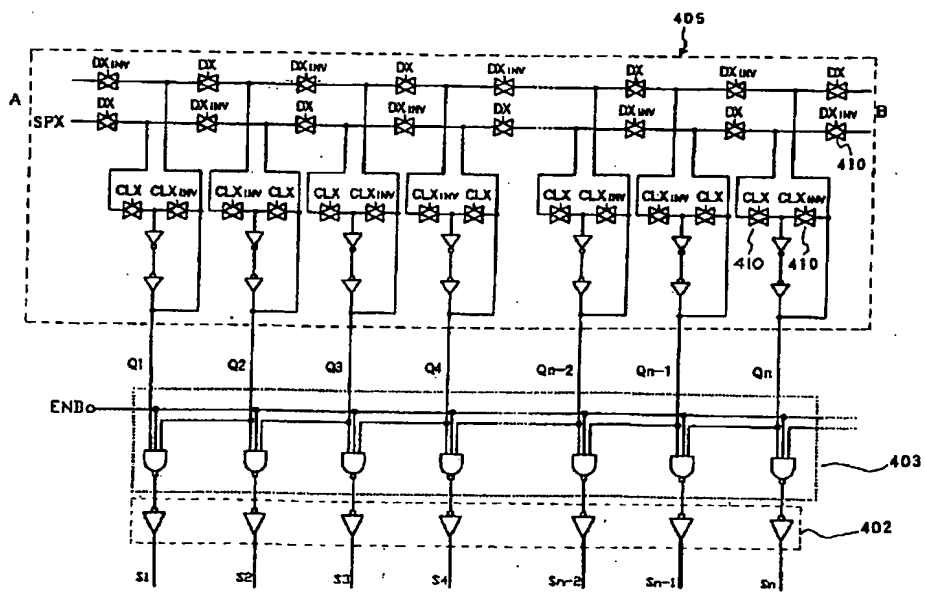 405
DXINV DX DXINV DX DXINV DX DXINV DX
A
SPX
DX DXINV DX DXINV DX DXINV DX DXINV
B
410
CLX CLXINV CLXINV CLX CLX CLXINV CLXINV CLX CLX CLXINV CLXINV CLX CLX CLXINV
410 410
Q1 Q2 Q3 Q4 Qn-2 Qn-1 Qn
ENB
403
402
S1 S2 S3 S4 Sn-2 Sn-1 Sn